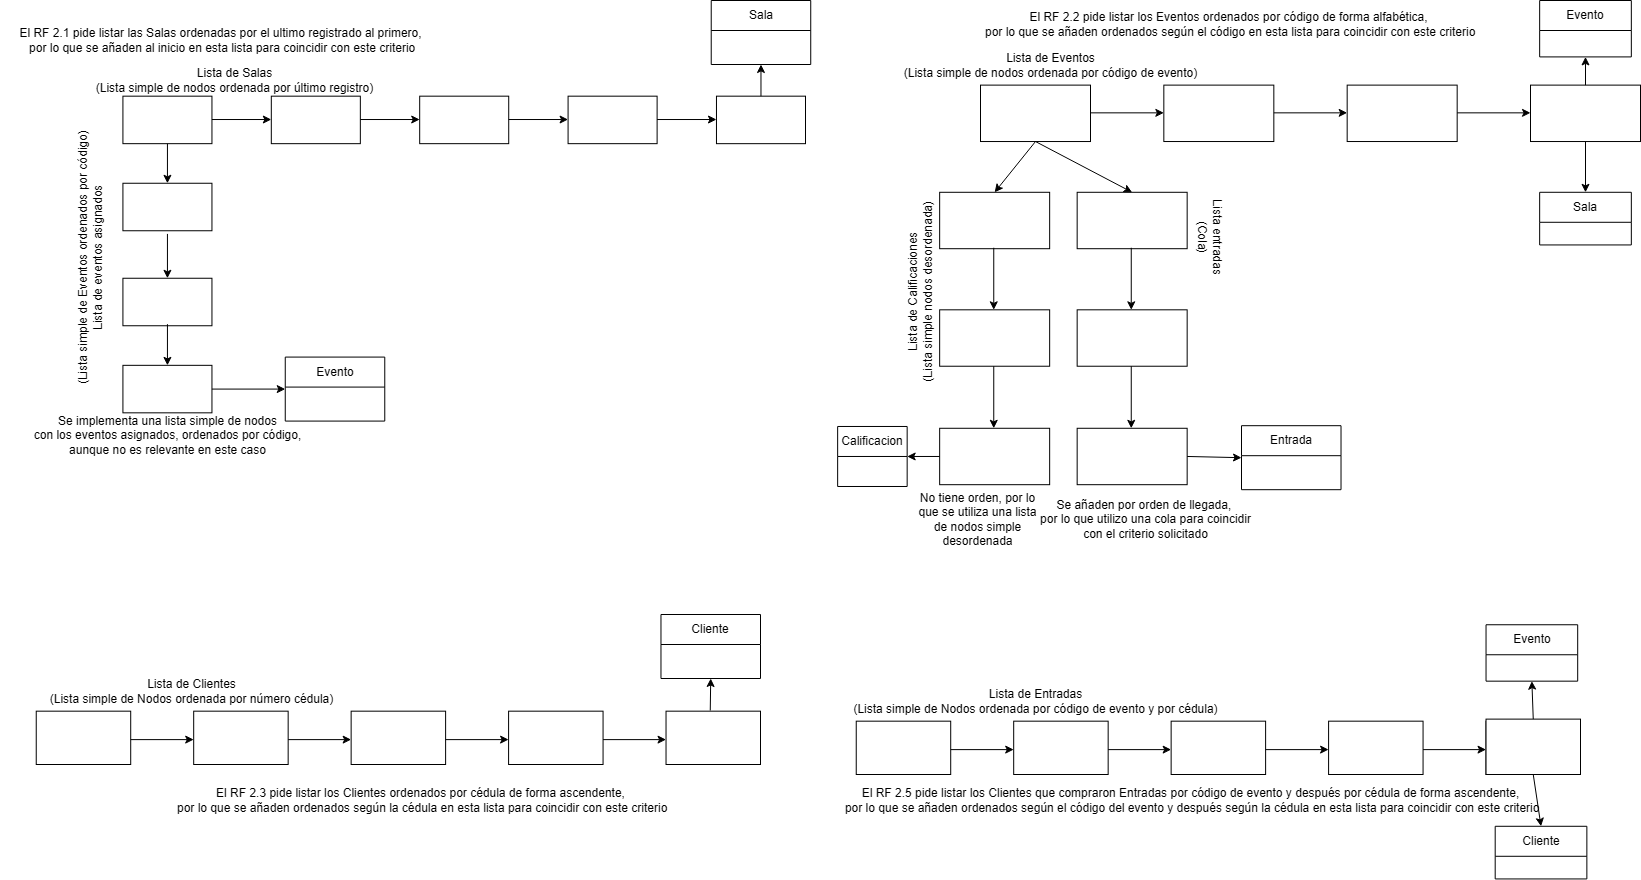 El RF 2.1 pide listar las Salas ordenadas por el ultimo registrado al primero,
por lo que se añaden al inicio en esta lista para coincidir con este criterio
Sala
Lista de Salas
(Lista simple de nodos ordenada por último registro)
(Lista simple de Eventos ordenados por código)
Lista de eventos asignados
Evento
Se implementa una lista simple de nodos
con los eventos asignados, ordenados por código,
aunque no es relevante en este caso
El RF 2.2 pide listar los Eventos ordenados por código de forma alfabética,
por lo que se añaden ordenados según el código en esta lista para coincidir con este criterio
Evento
Lista de Eventos
(Lista simple de nodos ordenada por código de evento)
Sala
Lista de Calificaciones
(Lista simple nodos desordenada)
Lista entradas
(Cola)
Calificacion
Entrada
No tiene orden, por lo
que se utiliza una lista
de nodos simple
desordenada
Se añaden por orden de llegada,
por lo que utilizo una cola para coincidir
con el criterio solicitado
Cliente
Lista de Clientes
(Lista simple de Nodos ordenada por número cédula)
El RF 2.3 pide listar los Clientes ordenados por cédula de forma ascendente,
por lo que se añaden ordenados según la cédula en esta lista para coincidir con este criterio
Evento
Lista de Entradas
(Lista simple de Nodos ordenada por código de evento y por cédula)
El RF 2.5 pide listar los Clientes que compraron Entradas por código de evento y después por cédula de forma ascendente,
por lo que se añaden ordenados según el código del evento y después según la cédula en esta lista para coincidir con este criterio
Cliente